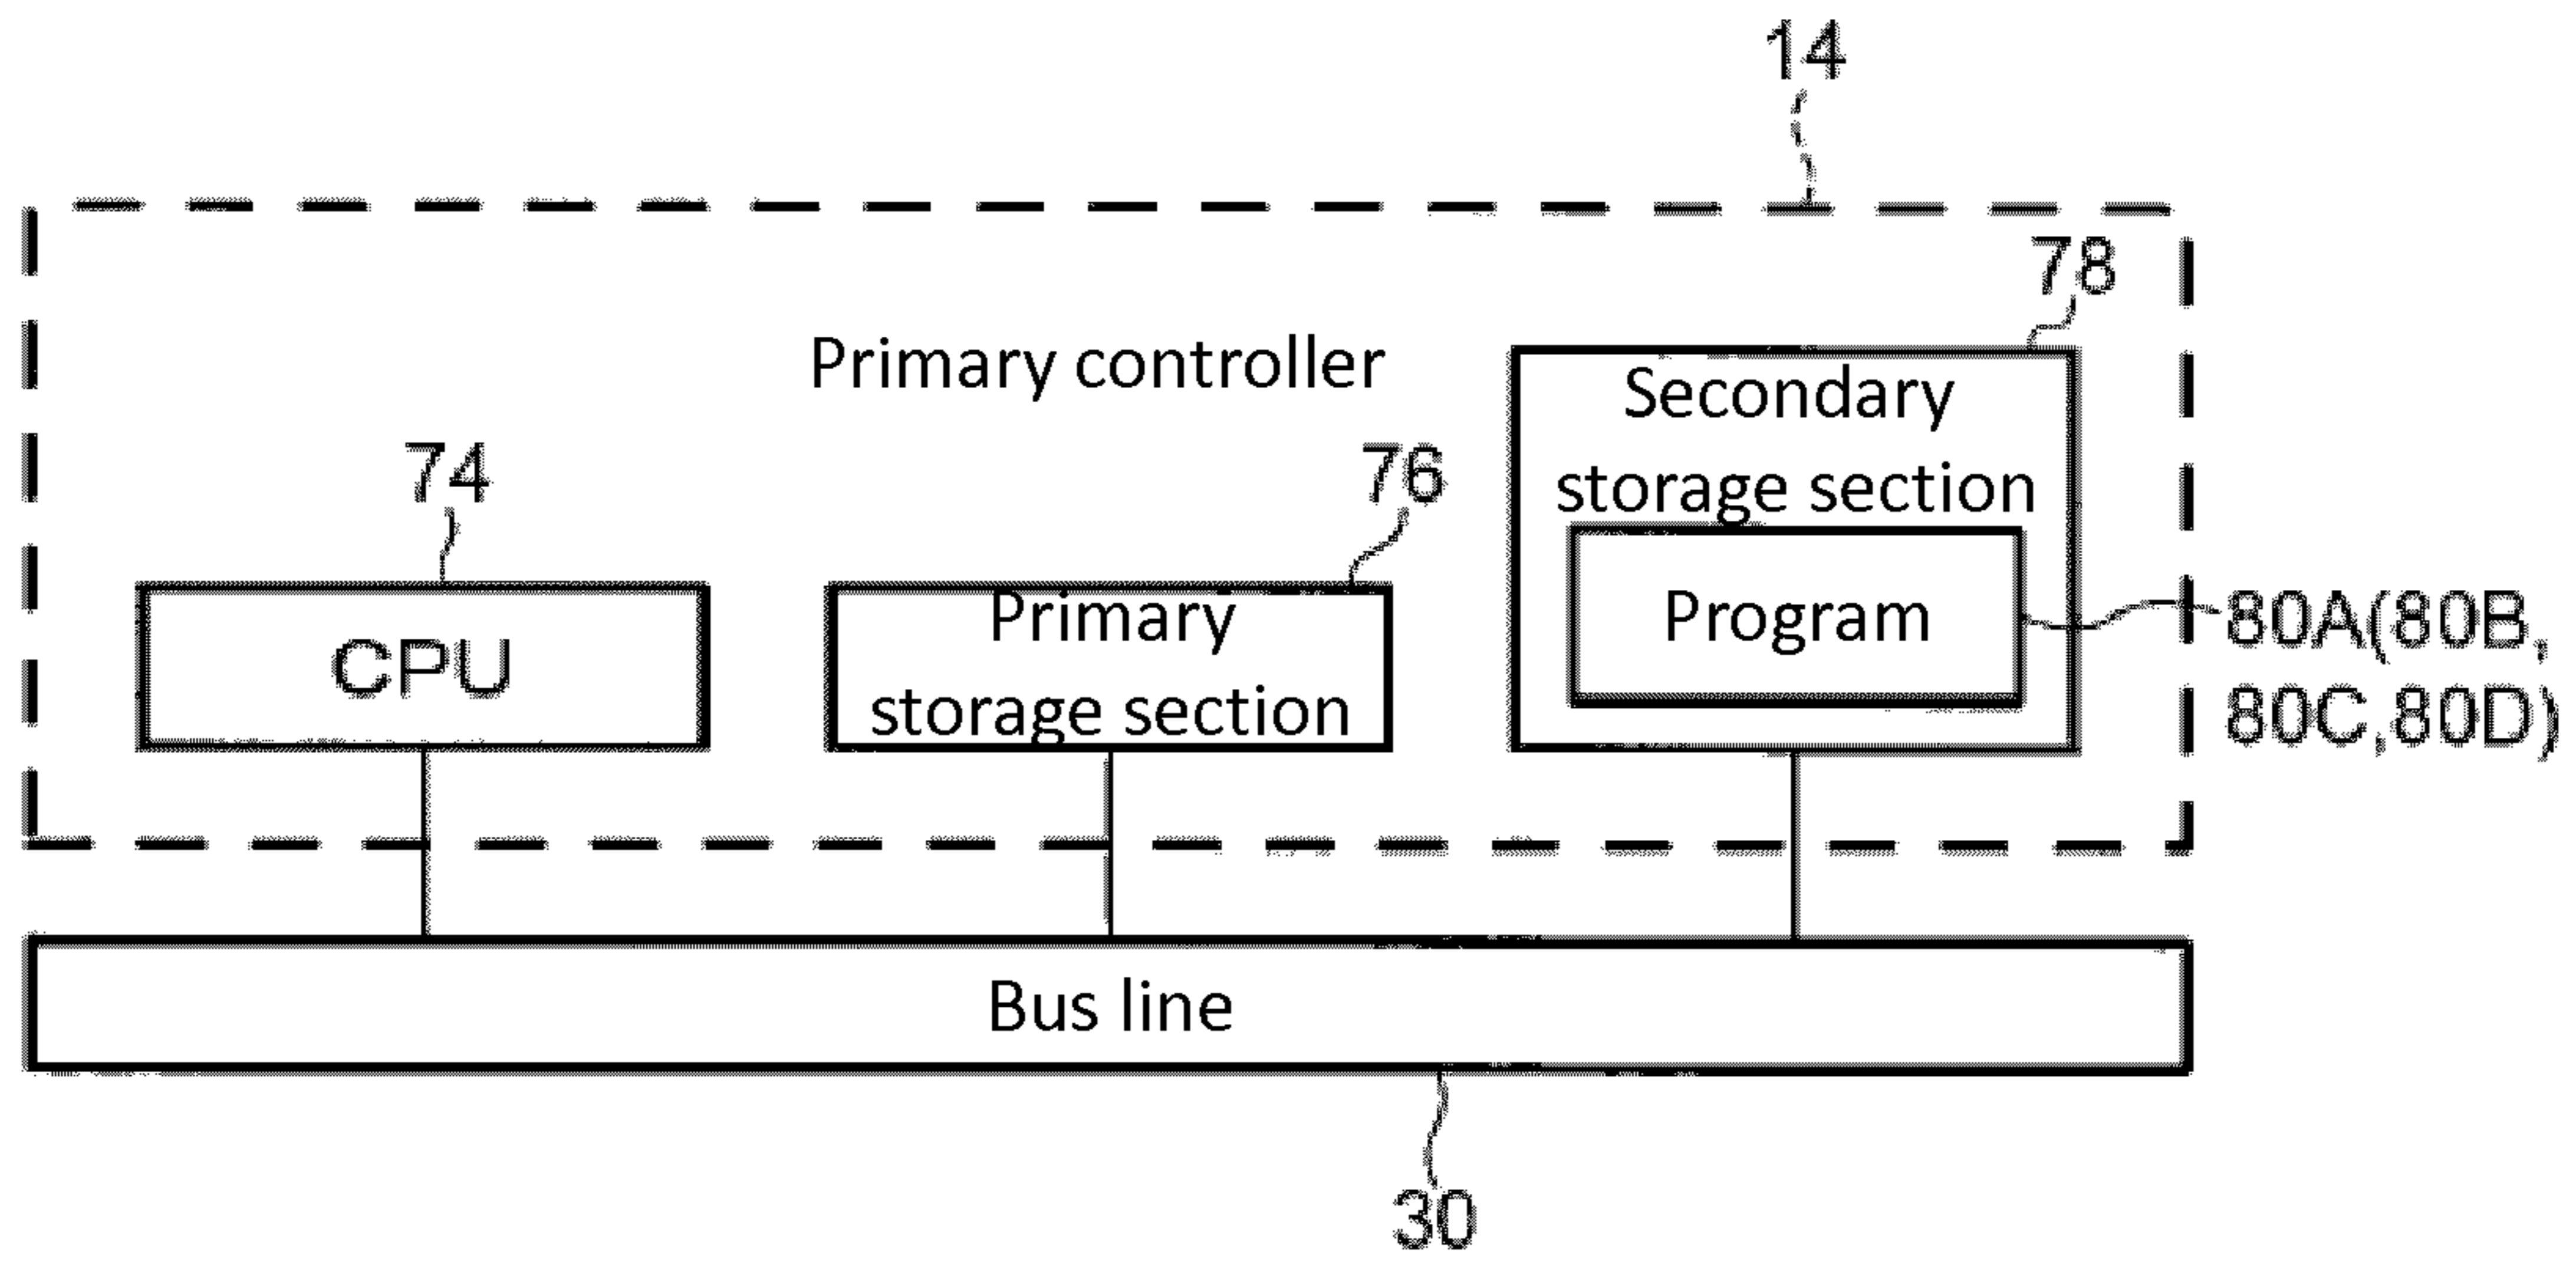 14
78
Primary controller
Secondary
storage section
74
76
CPU
Primary
storage section
Program
80A(80B,
80C,80D)
Bus line
30